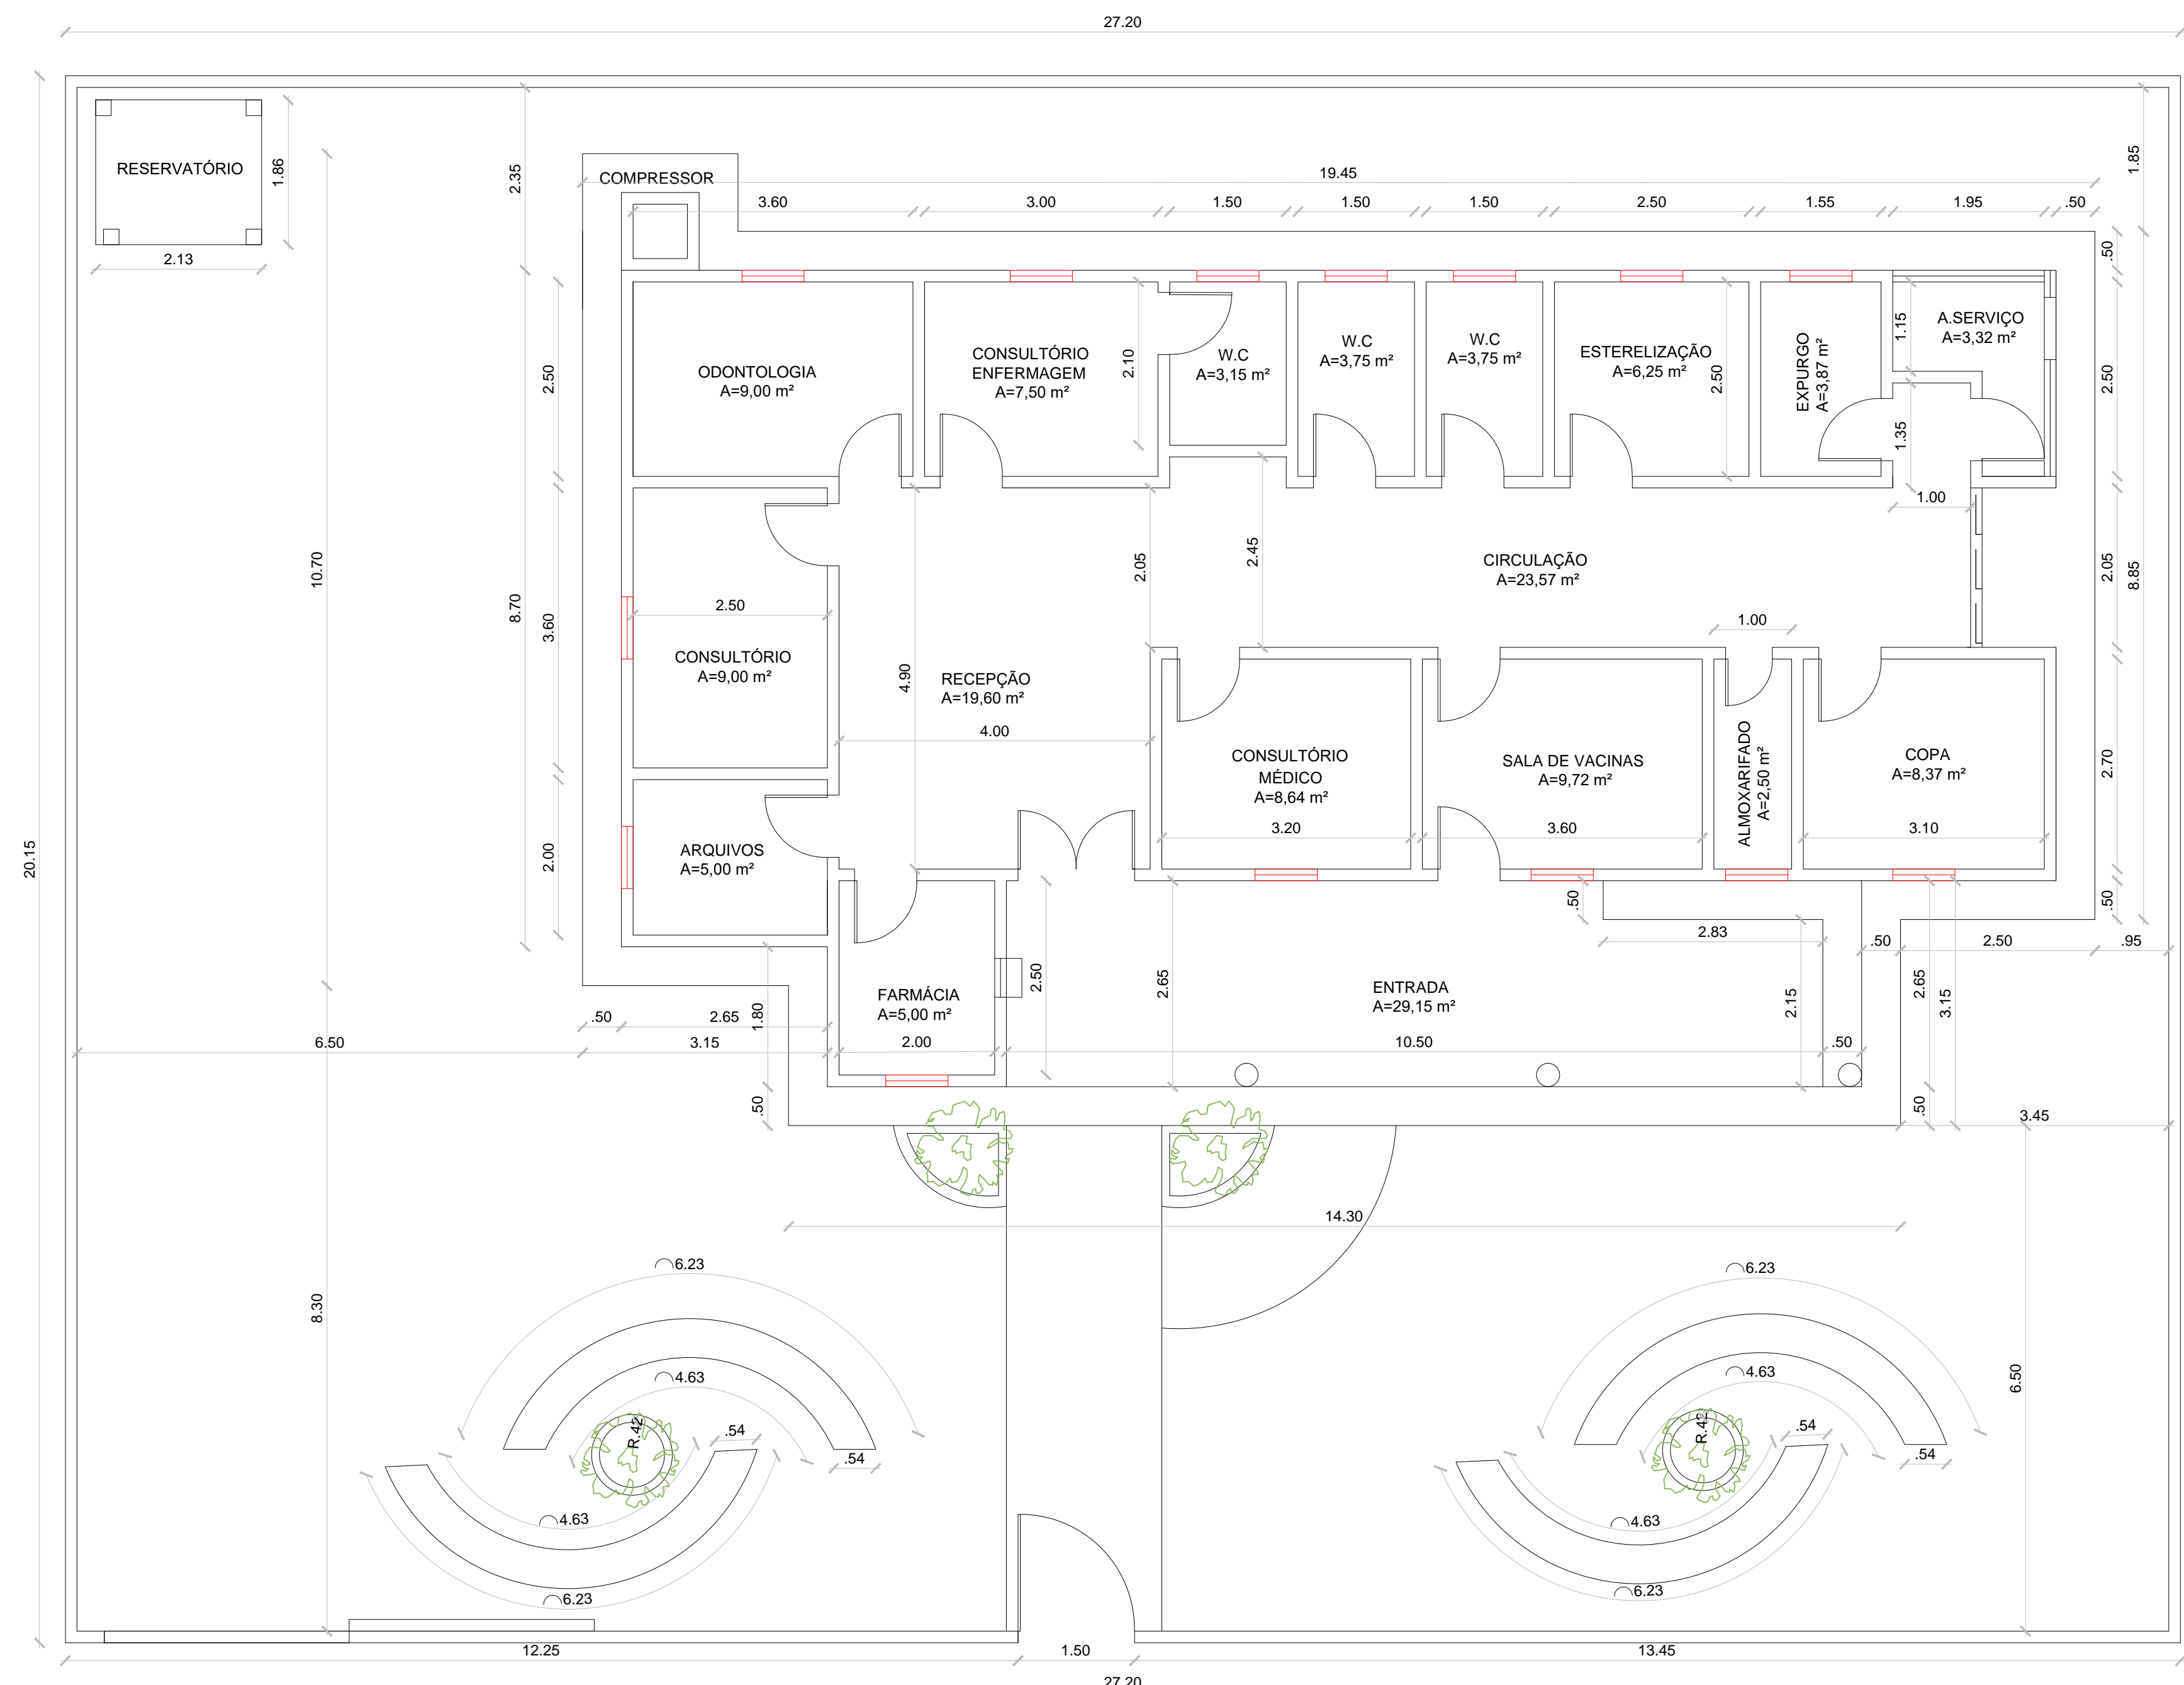 27.20
RESERVATÓRIO
1.86
2.13
2.35
COMPRESSOR
19.45
3.60
3.00
1.50
1.50
1.50
2.50
1.55
1.95
.50
1.85
.50
ODONTOLOGIA
A=9,00 m²
CONSULTÓRIO
ENFERMAGEM
A=7,50 m²
2.10
W.C
A=3,15 m²
W.C
A=3,75 m²
W.C
A=3,75 m²
ESTERELIZAÇÃO
A=6,25 m²
2.50
EXPURGO
A=3,87 m²
1.15
A.SERVIÇO
A=3,32 m²
1.35
1.00
2.50
2.50
10.70
8.70
3.60
2.50
CONSULTÓRIO
A=9,00 m²
4.90
RECEPÇÃO
A=19,60 m²
4.00
2.05
2.45
CIRCULAÇÃO
A=23,57 m²
1.00
2.05
8.85
CONSULTÓRIO
MÉDICO
A=8,64 m²
3.20
SALA DE VACINAS
A=9,72 m²
3.60
ALMOXARIFADO
A=2,50 m²
COPA
A=8,37 m²
3.10
2.70
20.15
2.00
ARQUIVOS
A=5,00 m²
.50
2.83
.50
.50
2.50
.95
FARMÁCIA
A=5,00 m²
2.00
2.50
2.65
ENTRADA
A=29,15 m²
10.50
2.15
.50
2.65
3.15
.50
2.65
1.80
6.50
3.15
.50
.50
3.45
14.30
8.30
6.50
6.23
4.63
R.42
.54
.54
4.63
6.23
6.23
4.63
R.42
.54
.54
4.63
6.23
12.25
1.50
13.45
27.20